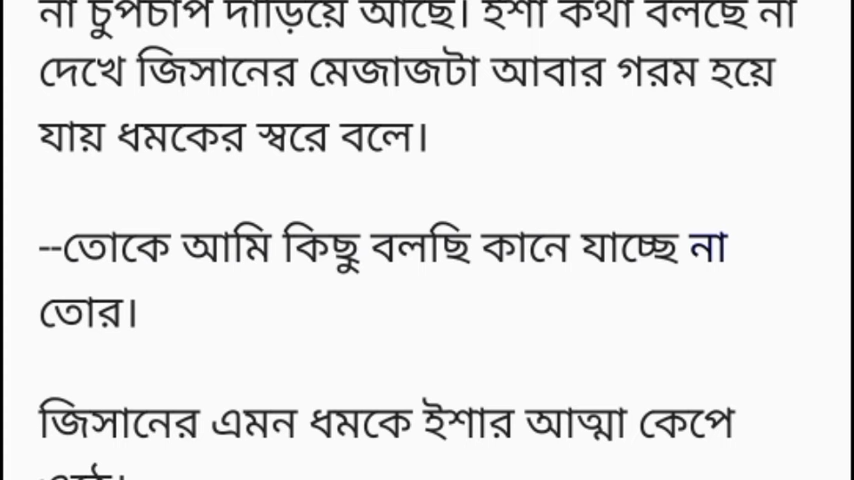 না চুপচাপ দাড়িয়ে আছে। ইশা কথা বলছে না
দেখে জিসানের মেজাজটা আবার গরম হয়ে
যায় ধমকের স্বরে বলে।
--তোকে আমি কিছু বলছি কানে যাচ্ছে না
তোর।
জিসানের এমন ধমকে ইশার আত্মা কেপে